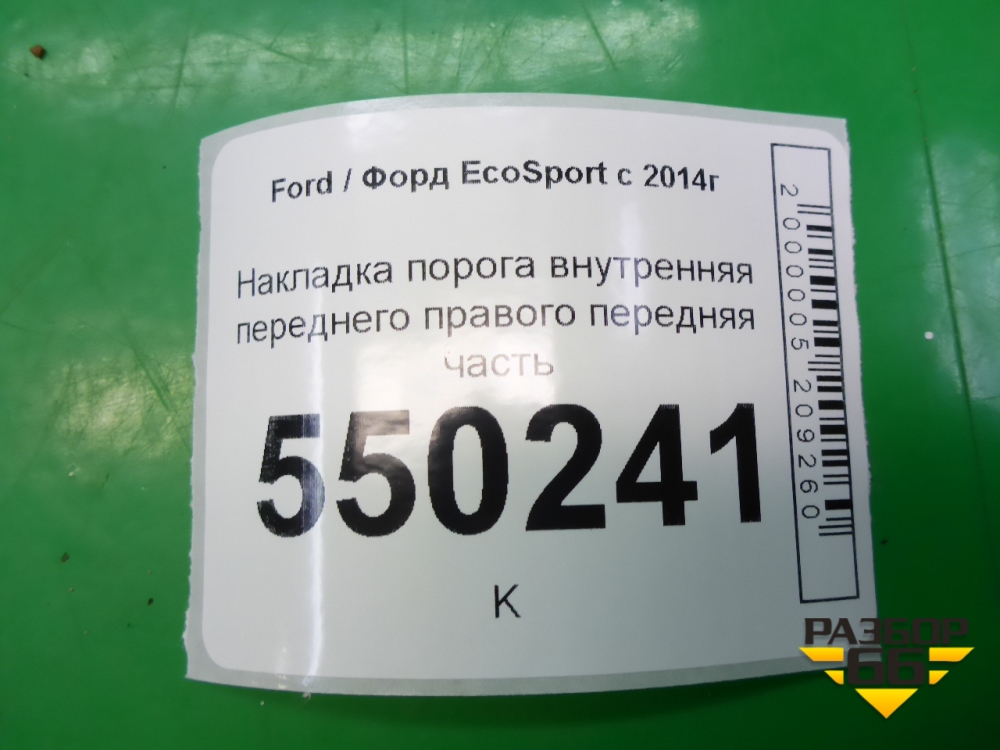 Ford / Форд EcoSport с 2014г
Накладка порога внутренняя
переднего правого передняя
часть
550241
К
2000005209260
РАЗБОР
66